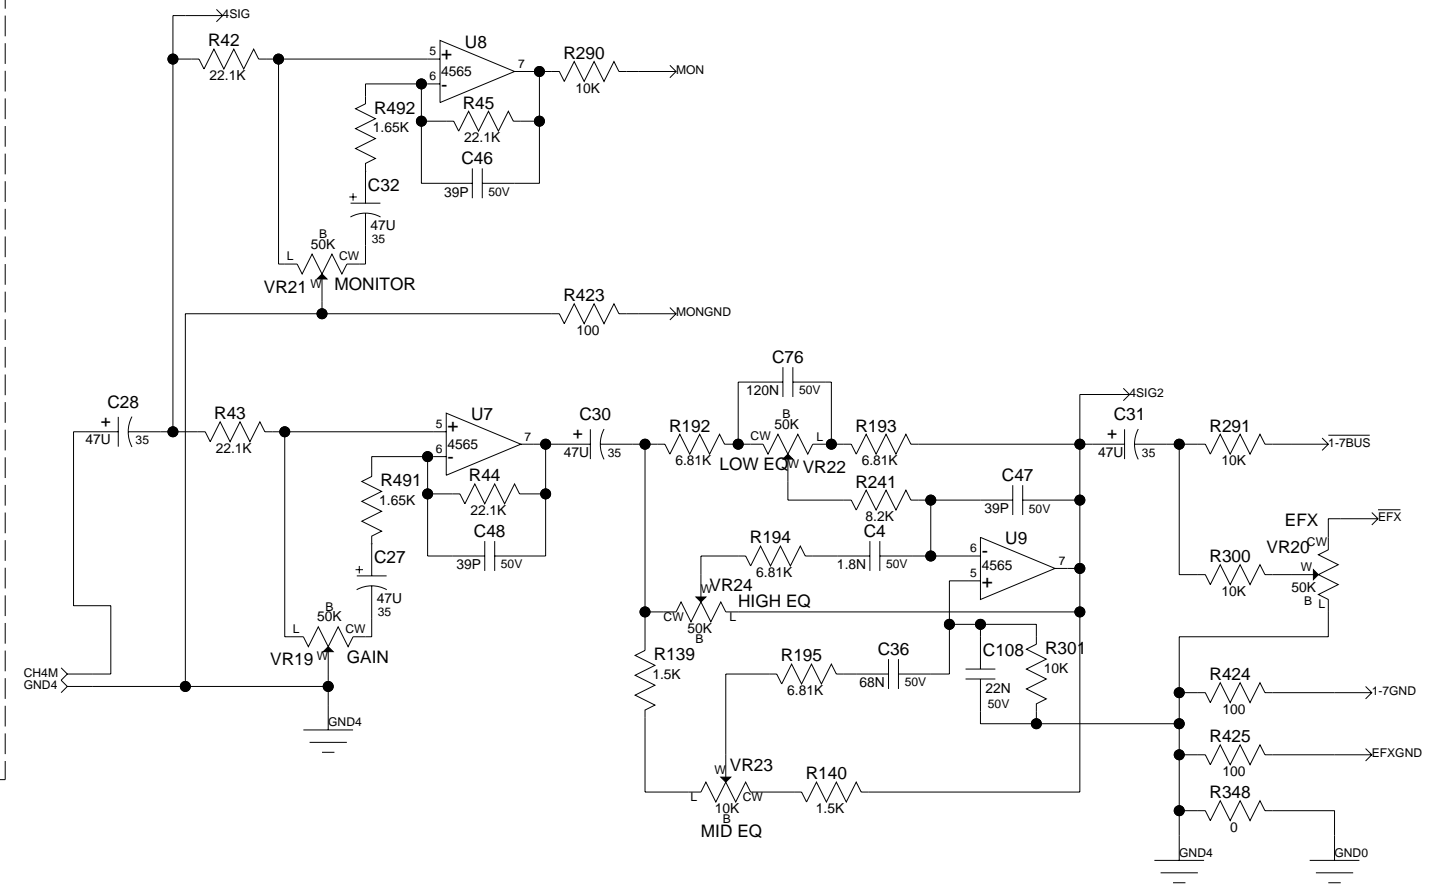 4SIG
R42
22.1K
5
+
U8
4565
6
-
7
R290
10K
MON
R492
1.65K
R45
22.1K
C46
39P
50V
C32
+
47U
35
B
50K
L
CW
VR21
W
MONITOR
R423
100
MONGND
C28
+
47U
35
R43
22.1K
5
+
U7
4565
6
-
7
R491
1.65K
R44
22.1K
C48
39P
50V
C27
+
47U
35
B
50K
L
CW
VR19
W
GAIN
CH4M
GND4
GND4
C30
+
47U
35
C76
120N
50V
R192
6.81K
CW
B
50K
L
LOW EQ
W
VR22
R193
6.81K
R241
8.2K
C47
39P
50V
R194
6.81K
C4
1.8N
50V
6
-
U9
4565
5
+
7
W
VR24
HIGH EQ
CW
50K
L
B
R139
1.5K
R195
6.81K
C36
68N
50V
C108
22N
50V
R301
10K
W
VR23
L
10K
CW
B
MID EQ
R140
1.5K
4SIG2
C31
+
47U
35
R291
10K
1-7BUS
EFX
EFX
VR20
CW
W
50K
B
L
R300
10K
R424
100
1-7GND
R425
100
EFXGND
R348
0
GND4
GND0